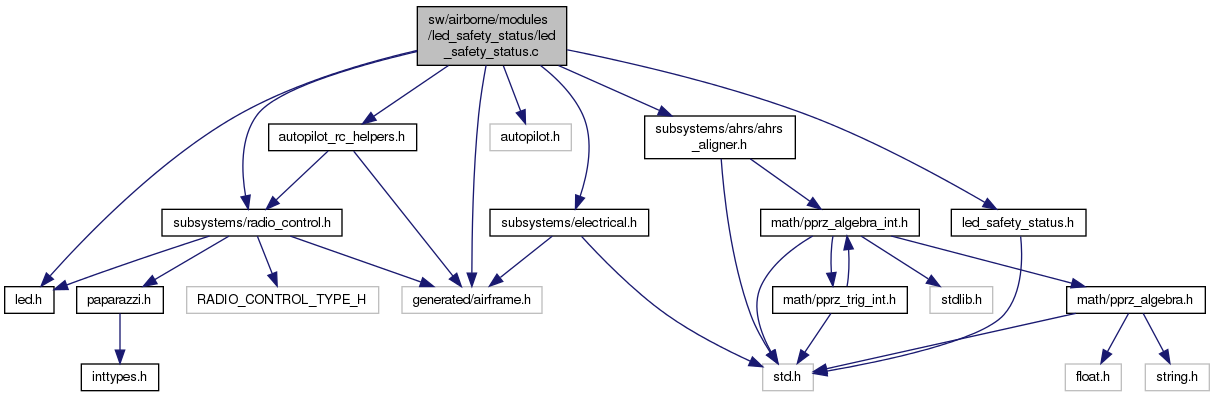 sw/airborne/modules
/led_safety_status/led
_safety_status.c
autopilot_rc_helpers.h
autopilot.h
subsystems/ahrs/ahrs
_aligner.h
subsystems/radio_control.h
subsystems/electrical.h
math/pprz_algebra_int.h
led_safety_status.h
led.h
paparazzi.h
RADIO_CONTROL_TYPE_H
generated/airframe.h
math/pprz_trig_int.h
stdlib.h
math/pprz_algebra.h
inttypes.h
std.h
float.h
string.h